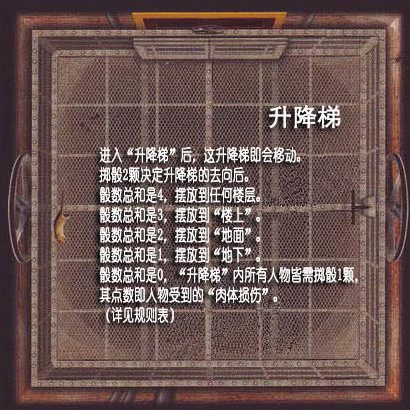 升降梯
进入“升降梯”后，这升降梯即会移动。
掷骰2颗决定升降梯的去向后。
骰数总和是4，摆放到任何楼层。
骰数总和是3，摆放到“楼上”。
骰数总和是2，摆放到“地面”。
骰数总和是1，摆放到“地下”。
骰数总和是0，“升降梯”内所有人物皆需掷骰1颗，
其点数即人物受到的“肉体损伤”。
（详见规则表）